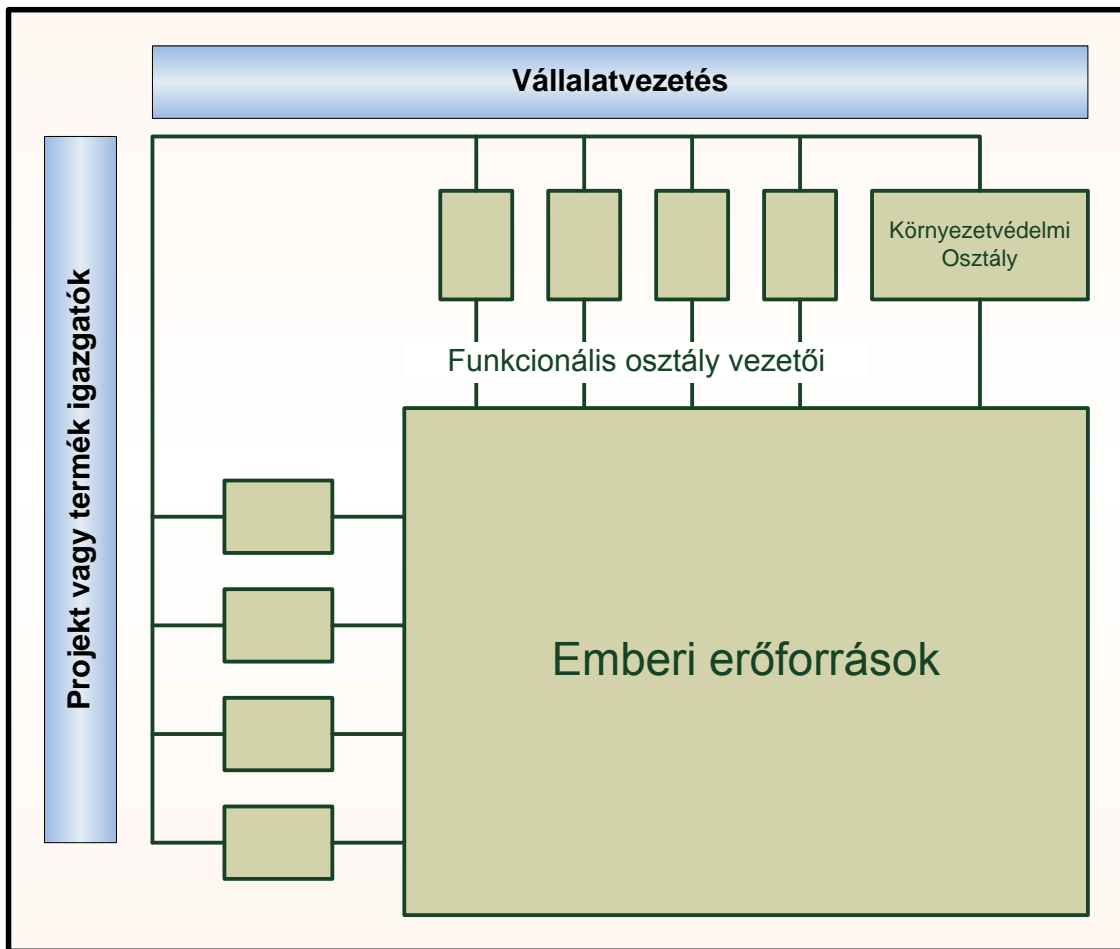 Vállalatvezetés
Projekt vagy termék igazgatók
Környezetvédelmi
Osztály
Funkcionális osztály vezetői
Emberi erőforrások